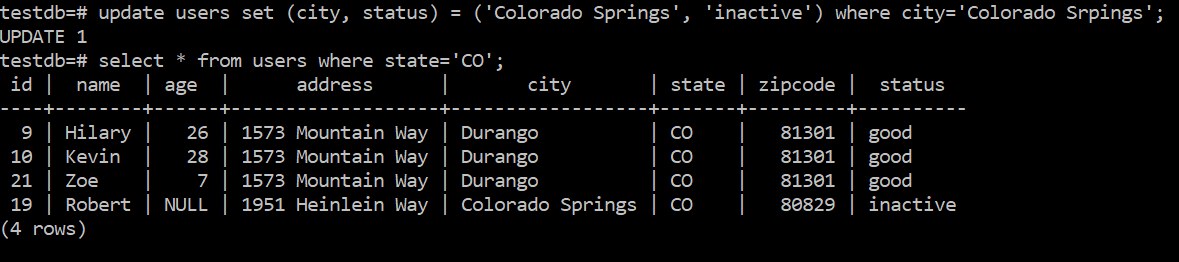 testdb=# update users set (city, status) = ('Colorado Springs', 'inactive') where city='Colorado Srpings';
UPDATE 1
testdb=# select * from users where state='CO';
 id |  name  | age  |     address      |       city       | state | zipcode |  status
----+--------+------+------------------+------------------+-------+---------+----------
  9 | Hilary |   26 | 1573 Mountain Way | Durango          | CO    |   81301 | good
 10 | Kevin  |   28 | 1573 Mountain Way | Durango          | CO    |   81301 | good
 21 | Zoe    |    7 | 1573 Mountain Way | Durango          | CO    |   81301 | good
 19 | Robert | NULL | 1951 Heinlein Way | Colorado Springs | CO    |   80829 | inactive
(4 rows)